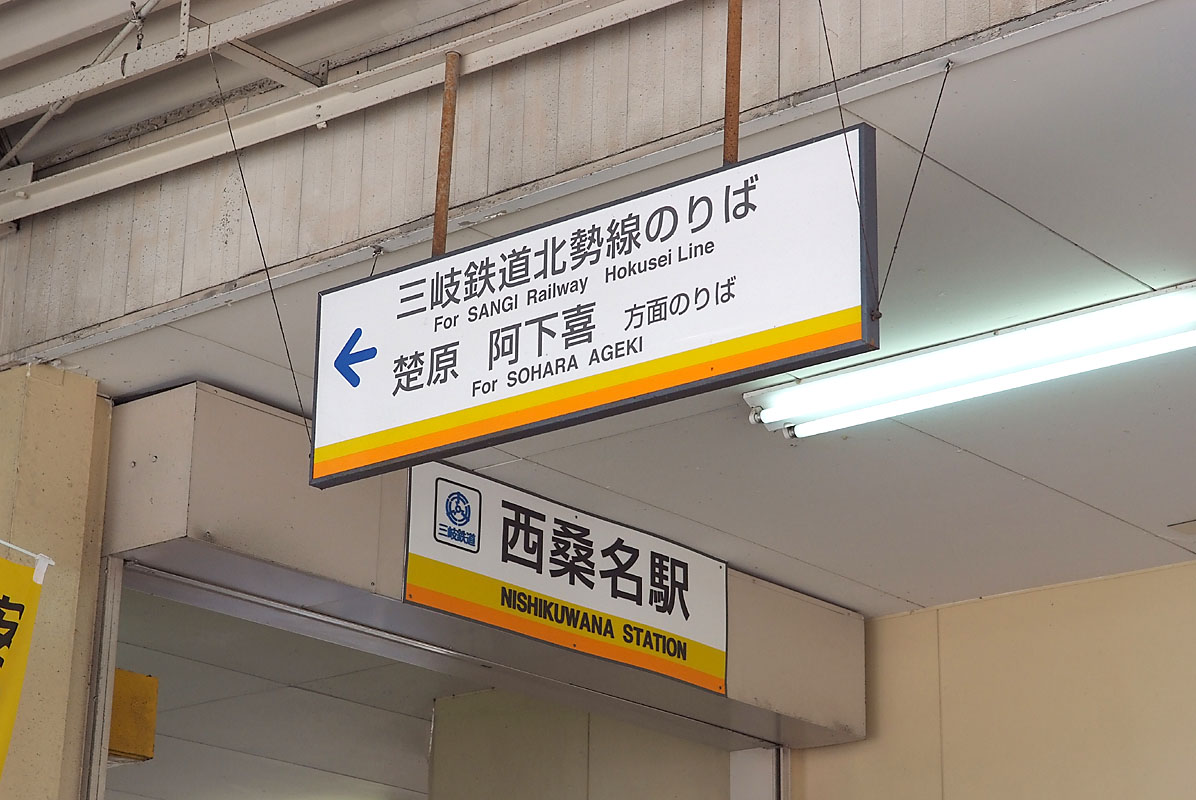 三岐鉄道北勢線のりば
For SANGI Railway Hokusei Line
楚原 阿下喜 方面のりば
For SOHARA AGEKI
三岐鉄道
西桑名駅
NISHIKUWANA STATION